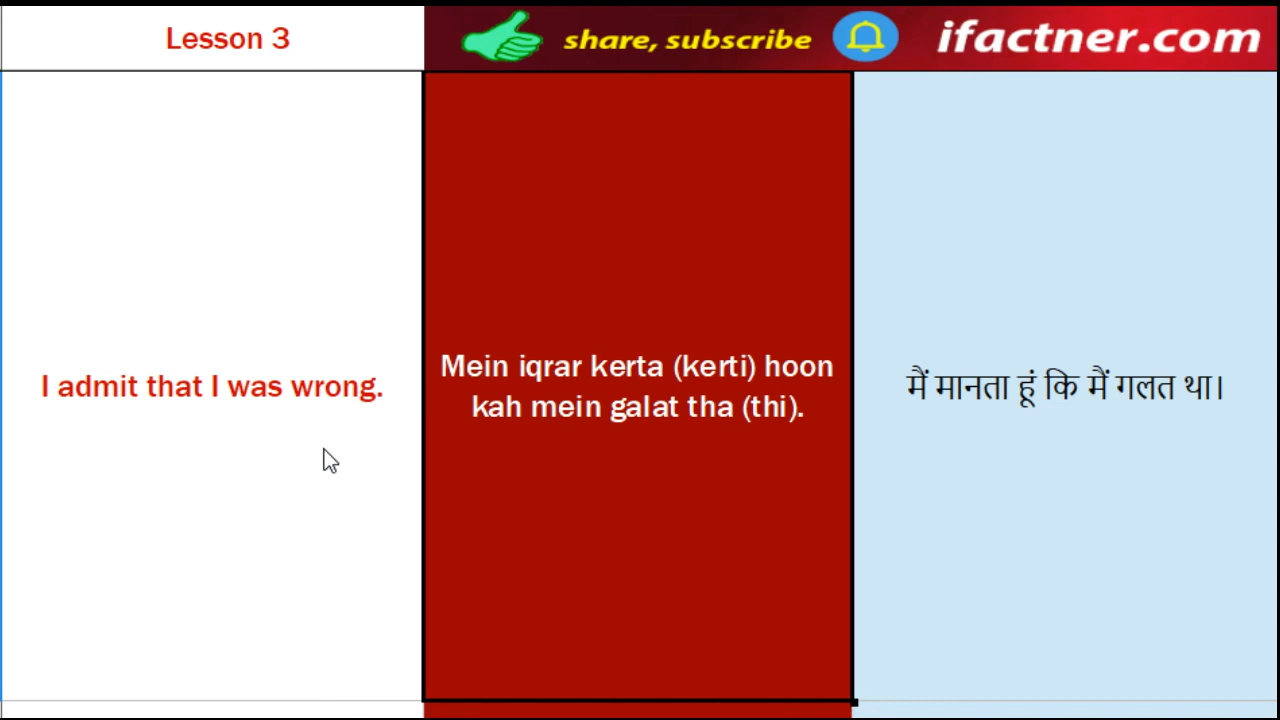 Lesson 3
share, subscribe
ifactner.com
I admit that I was wrong.
Mein iqrar kerta (kerti) hoon
kah mein galat tha (thi).
मैं मानता हूं कि मैं गलत था।